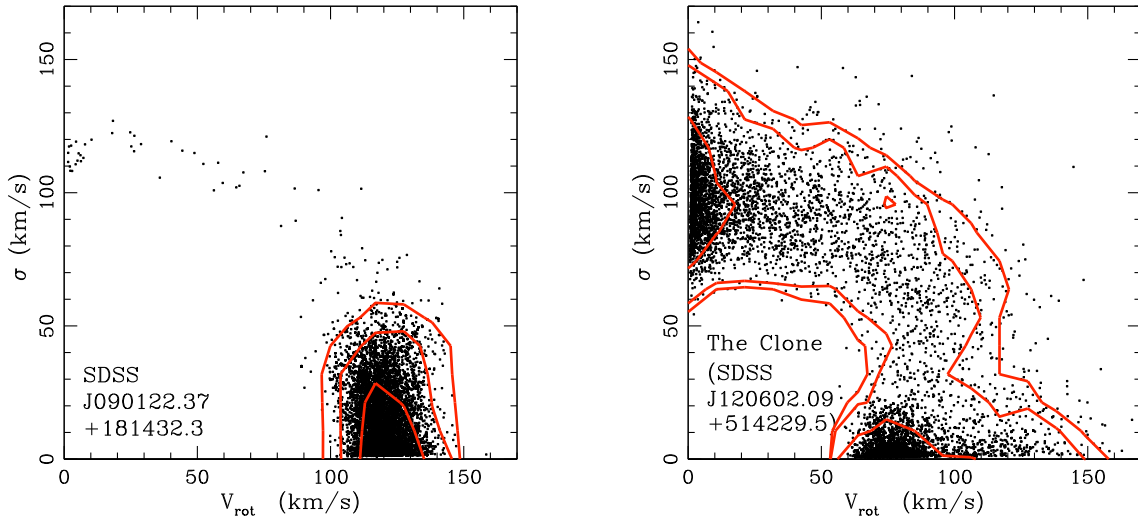 150
100
50
0
σ (km/s)
SDSS
J090122.37
+181432.3
0 50 100 150
V_rot (km/s)
150
100
50
0
σ (km/s)
The Clone
(SDSS
J120602.09
+514229.5)
0 50 100 150
V_rot (km/s)